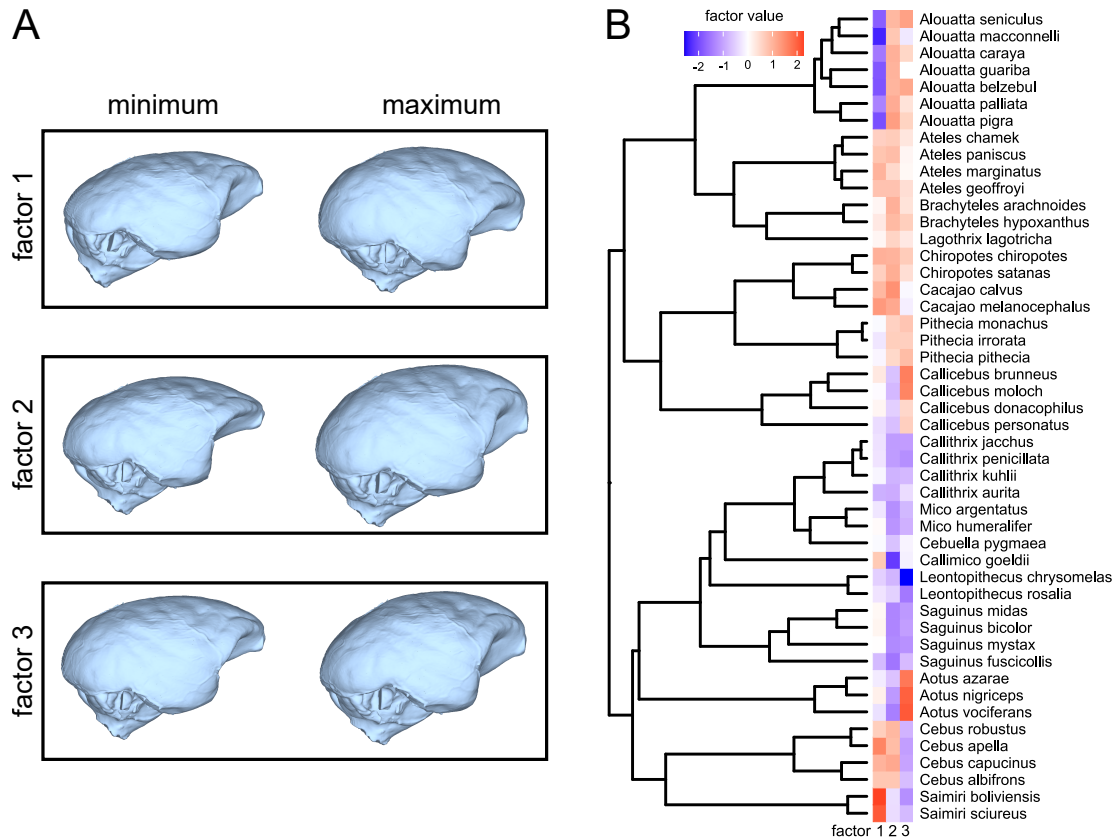 A
minimum
maximum
factor 1
factor 2
factor 3
B
factor value
-2 -1 0 1 2
Alouatta seniculus
Alouatta macconnelli
Alouatta caraya
Alouatta guariba
Alouatta belzebul
Alouatta palliata
Alouatta pigra
Ateles chamek
Ateles paniscus
Ateles marginatus
Ateles geoffroyi
Brachyteles arachnoides
Brachyteles hypoxanthus
Lagothrix lagotricha
Chiropotes chiropotes
Chiropotes satanas
Cacajao calvus
Cacajao melanocephalus
Pithecia monachus
Pithecia irrorata
Pithecia pithecia
Callicebus brunneus
Callicebus moloch
Callicebus donacophilus
Callicebus personatus
Callithrix jacchus
Callithrix penicillata
Callithrix kuhlii
Callithrix aurita
Mico argentatus
Mico humeralifer
Cebuella pygmaea
Callimico goeldii
Leontopithecus chrysomelas
Leontopithecus rosalia
Saguinus midas
Saguinus bicolor
Saguinus mystax
Saguinus fuscicollis
Aotus azarae
Aotus nigriceps
Aotus vociferans
Cebus robustus
Cebus apella
Cebus capucinus
Cebus albifrons
Saimiri boliviensis
Saimiri sciureus
factor 1 2 3